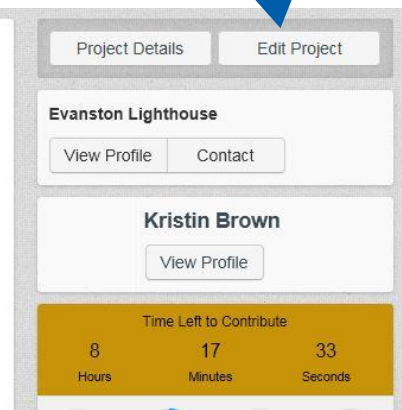 Project Details Edit Project
Evanston Lighthouse
View Profile Contact
Kristin Brown
View Profile
Time Left to Contribute
8 17 33
Hours Minutes Seconds